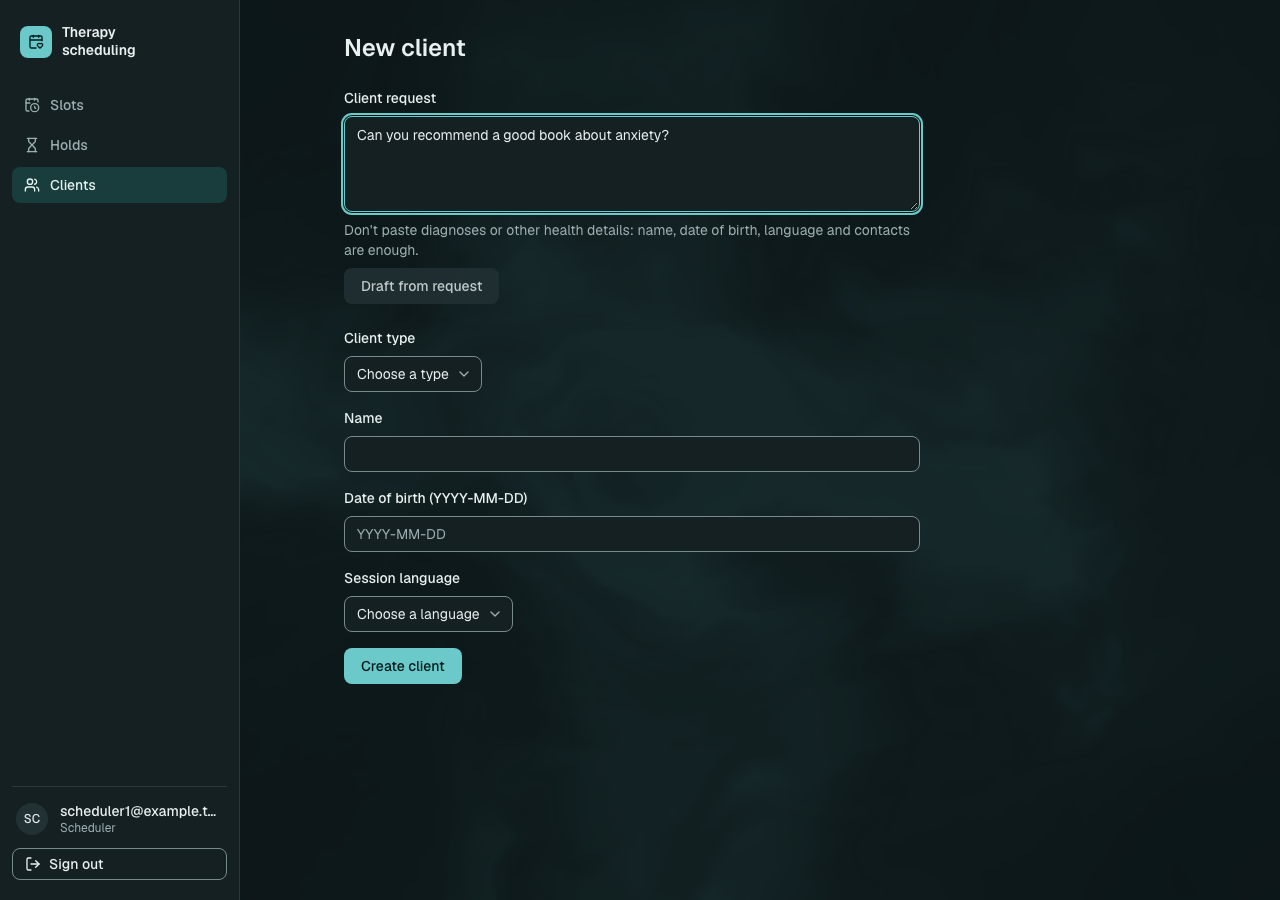 Therapy
scheduling
Slots
Holds
Clients
New client
Client request
Can you recommend a good book about anxiety?
Don't paste diagnoses or other health details: name, date of birth, language and contacts
are enough.
Draft from request
Client type
Choose a type
Name
Date of birth (YYYY-MM-DD)
YYYY-MM-DD
Session language
Choose a language
Create client
SC
scheduler1@example.t...
Scheduler
Sign out